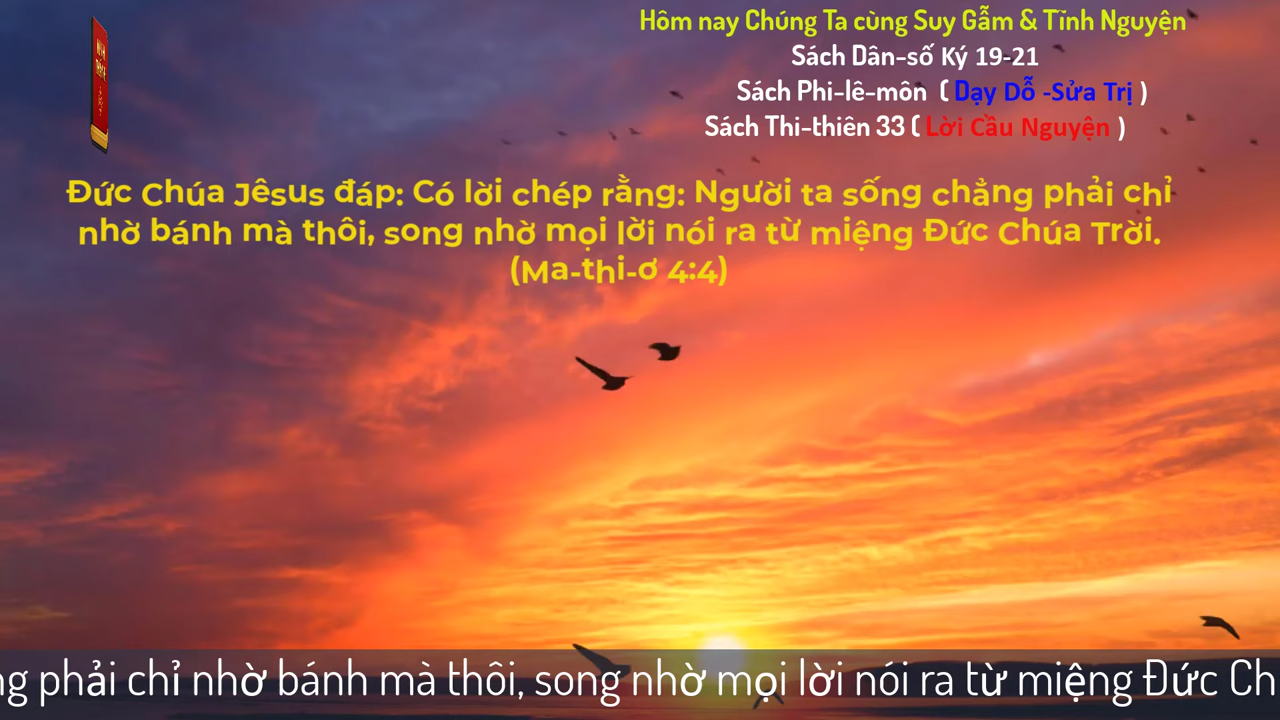 Hôm nay Chúng Ta cùng Suy Gẫm & Tĩnh Nguyện
Sách Dân-số Ký 19-21
Sách Phi-lê-môn ( Dạy Dỗ -Sửa Trị )
Sách Thi-thiên 33 ( Lời Cầu Nguyện )
Đức Chúa Jêsus đáp: Có lời chép rằng: Người ta sống chẳng phải chỉ
nhờ bánh mà thôi, song nhờ mọi lời nói ra từ miệng Đức Chúa Trời.
(Ma-thi-ơ 4:4)
ng phải chỉ nhờ bánh mà thôi, song nhờ mọi lời nói ra từ miệng Đức Ch